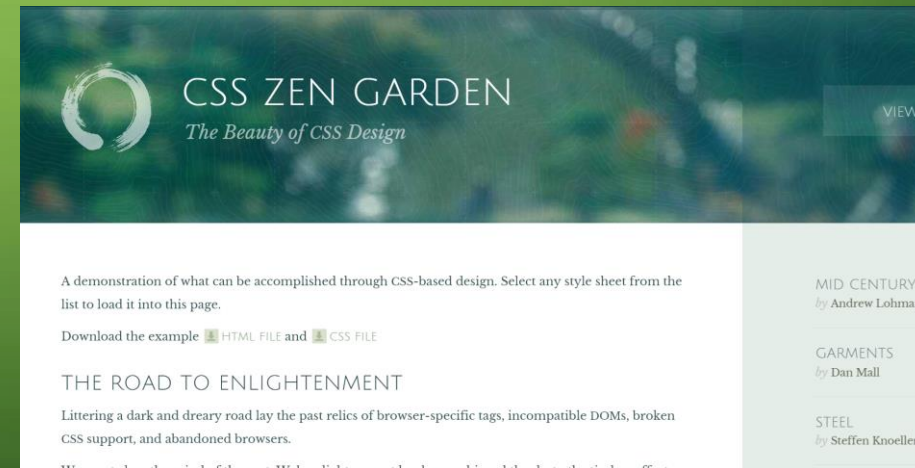 CSS ZEN GARDEN
The Beauty of CSS Design
VIEW
A demonstration of what can be accomplished through CSS-based design. Select any style sheet from the
list to load it into this page.
Download the example HTML FILE and CSS FILE
THE ROAD TO ENLIGHTENMENT
Littering a dark and dreary road lay the past relics of browser-specific tags, incompatible DOMs, broken
CSS support, and abandoned browsers.
MID CENTURY
by Andrew Lohma
GARMENTS
by Dan Mall
STEEL
by Steffen Knoeller